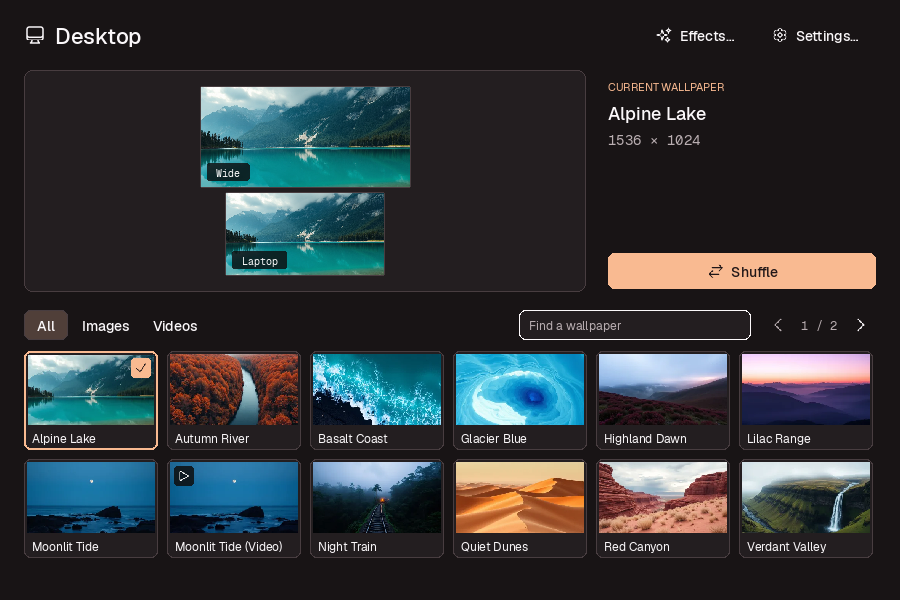 Desktop
Effects...
Settings...
Wide
Laptop
CURRENT WALLPAPER
Alpine Lake
1536 × 1024
Shuffle
All
Images
Videos
Find a wallpaper
1 / 2
Alpine Lake
Autumn River
Basalt Coast
Glacier Blue
Highland Dawn
Lilac Range
Moonlit Tide
Moonlit Tide (Video)
Night Train
Quiet Dunes
Red Canyon
Verdant Valley